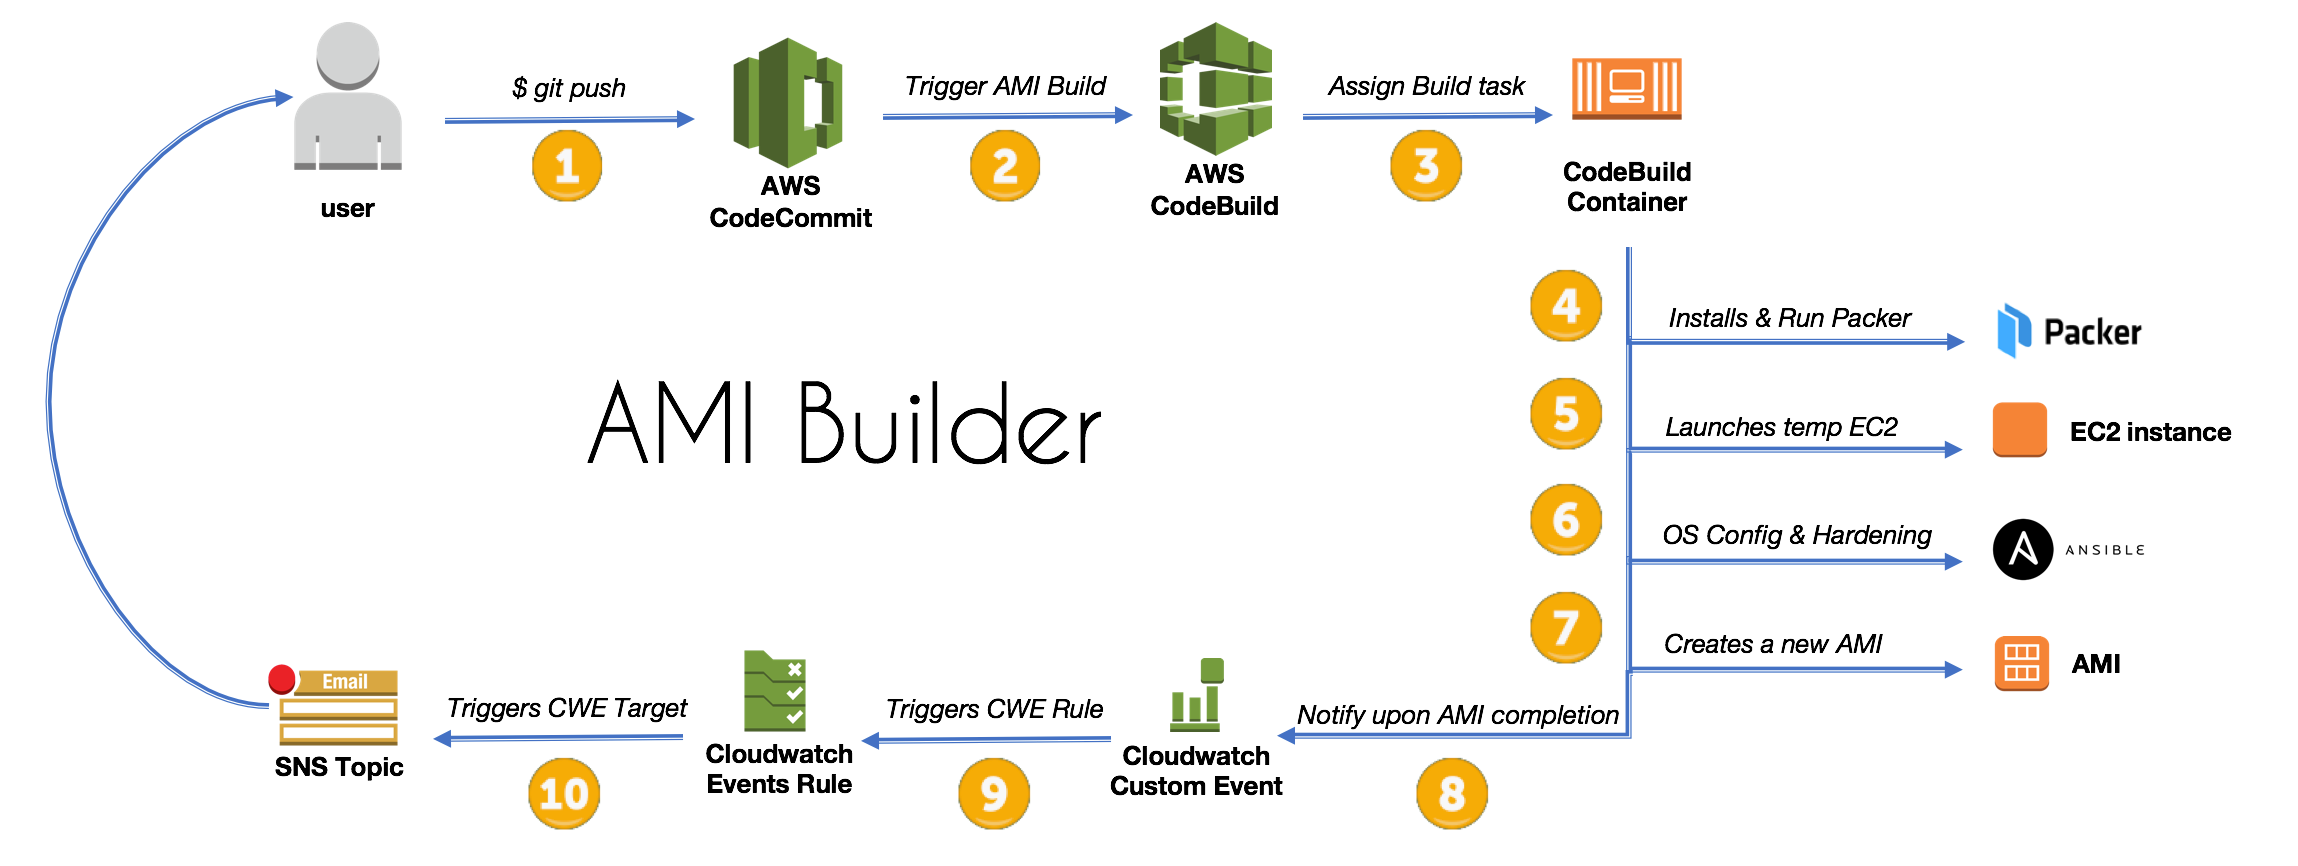 $ git push
Trigger AMI Build
Assign Build task
1
2
3
user
AWS
CodeCommit
AWS
CodeBuild
CodeBuild
Container
4
Installs & Run Packer
Packer
5
Launches temp EC2
EC2 instance
AMI Builder
6
OS Config & Hardening
ANSIBLE
7
Creates a new AMI
AMI
Notify upon AMI completion
8
Cloudwatch
Custom Event
Triggers CWE Rule
9
Cloudwatch
Events Rule
Triggers CWE Target
10
Email
SNS Topic